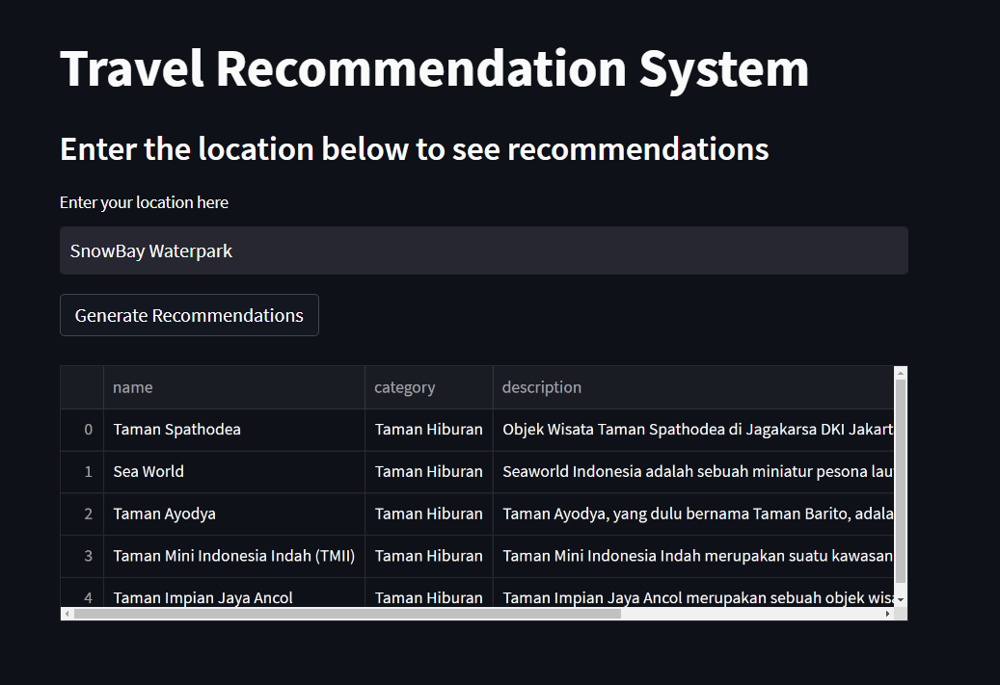 Travel Recommendation System
Enter the location below to see recommendations
Enter your location here
SnowBay Waterpark
Generate Recommendations
name category description
0 Taman Spathodea Taman Hiburan Objek Wisata Taman Spathodea di Jagakarsa DKI Jakart
1 Sea World Taman Hiburan Seaworld Indonesia adalah sebuah miniatur pesona lau
2 Taman Ayodya Taman Hiburan Taman Ayodya, yang dulu bernama Taman Barito, adala
3 Taman Mini Indonesia Indah (TMII) Taman Hiburan Taman Mini Indonesia Indah merupakan suatu kawasan
4 Taman Impian Jaya Ancol Taman Hiburan Taman Impian Jaya Ancol merupakan sebuah objek wisa